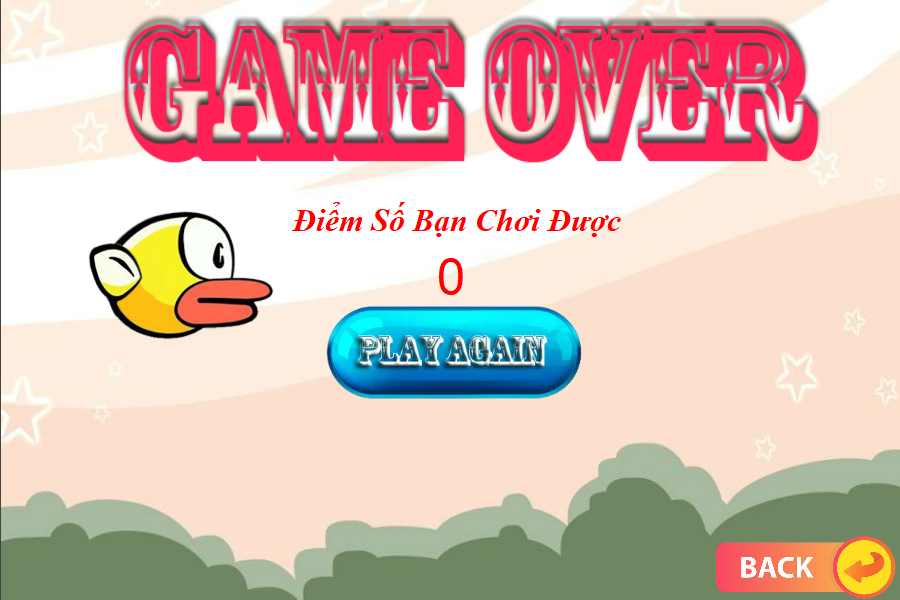 GAME OVER
Điểm Số Bạn Chơi Được
0
PLAY AGAIN
BACK